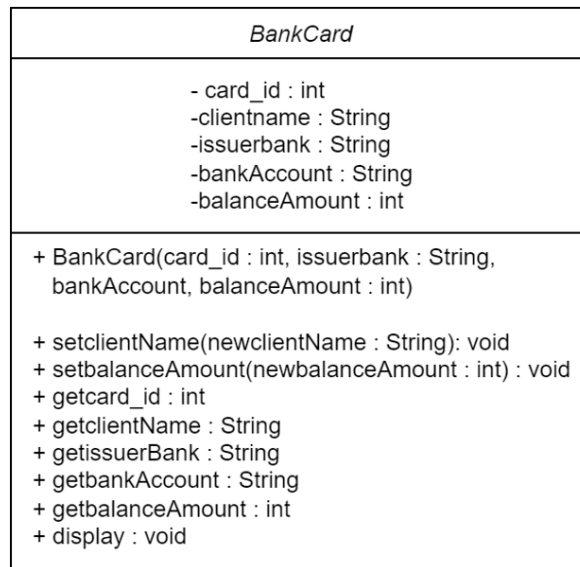 BankCard
- card_id : int
-clientname : String
-issuerbank : String
-bankAccount : String
-balanceAmount : int
+ BankCard(card_id : int, issuerbank : String,
bankAccount, balanceAmount : int)
+ setclientName(newclientName : String): void
+ setbalanceAmount(newbalanceAmount : int) : void
+ getcard_id : int
+ getclientName : String
+ getissuerBank : String
+ getbankAccount : String
+ getbalanceAmount : int
+ display : void